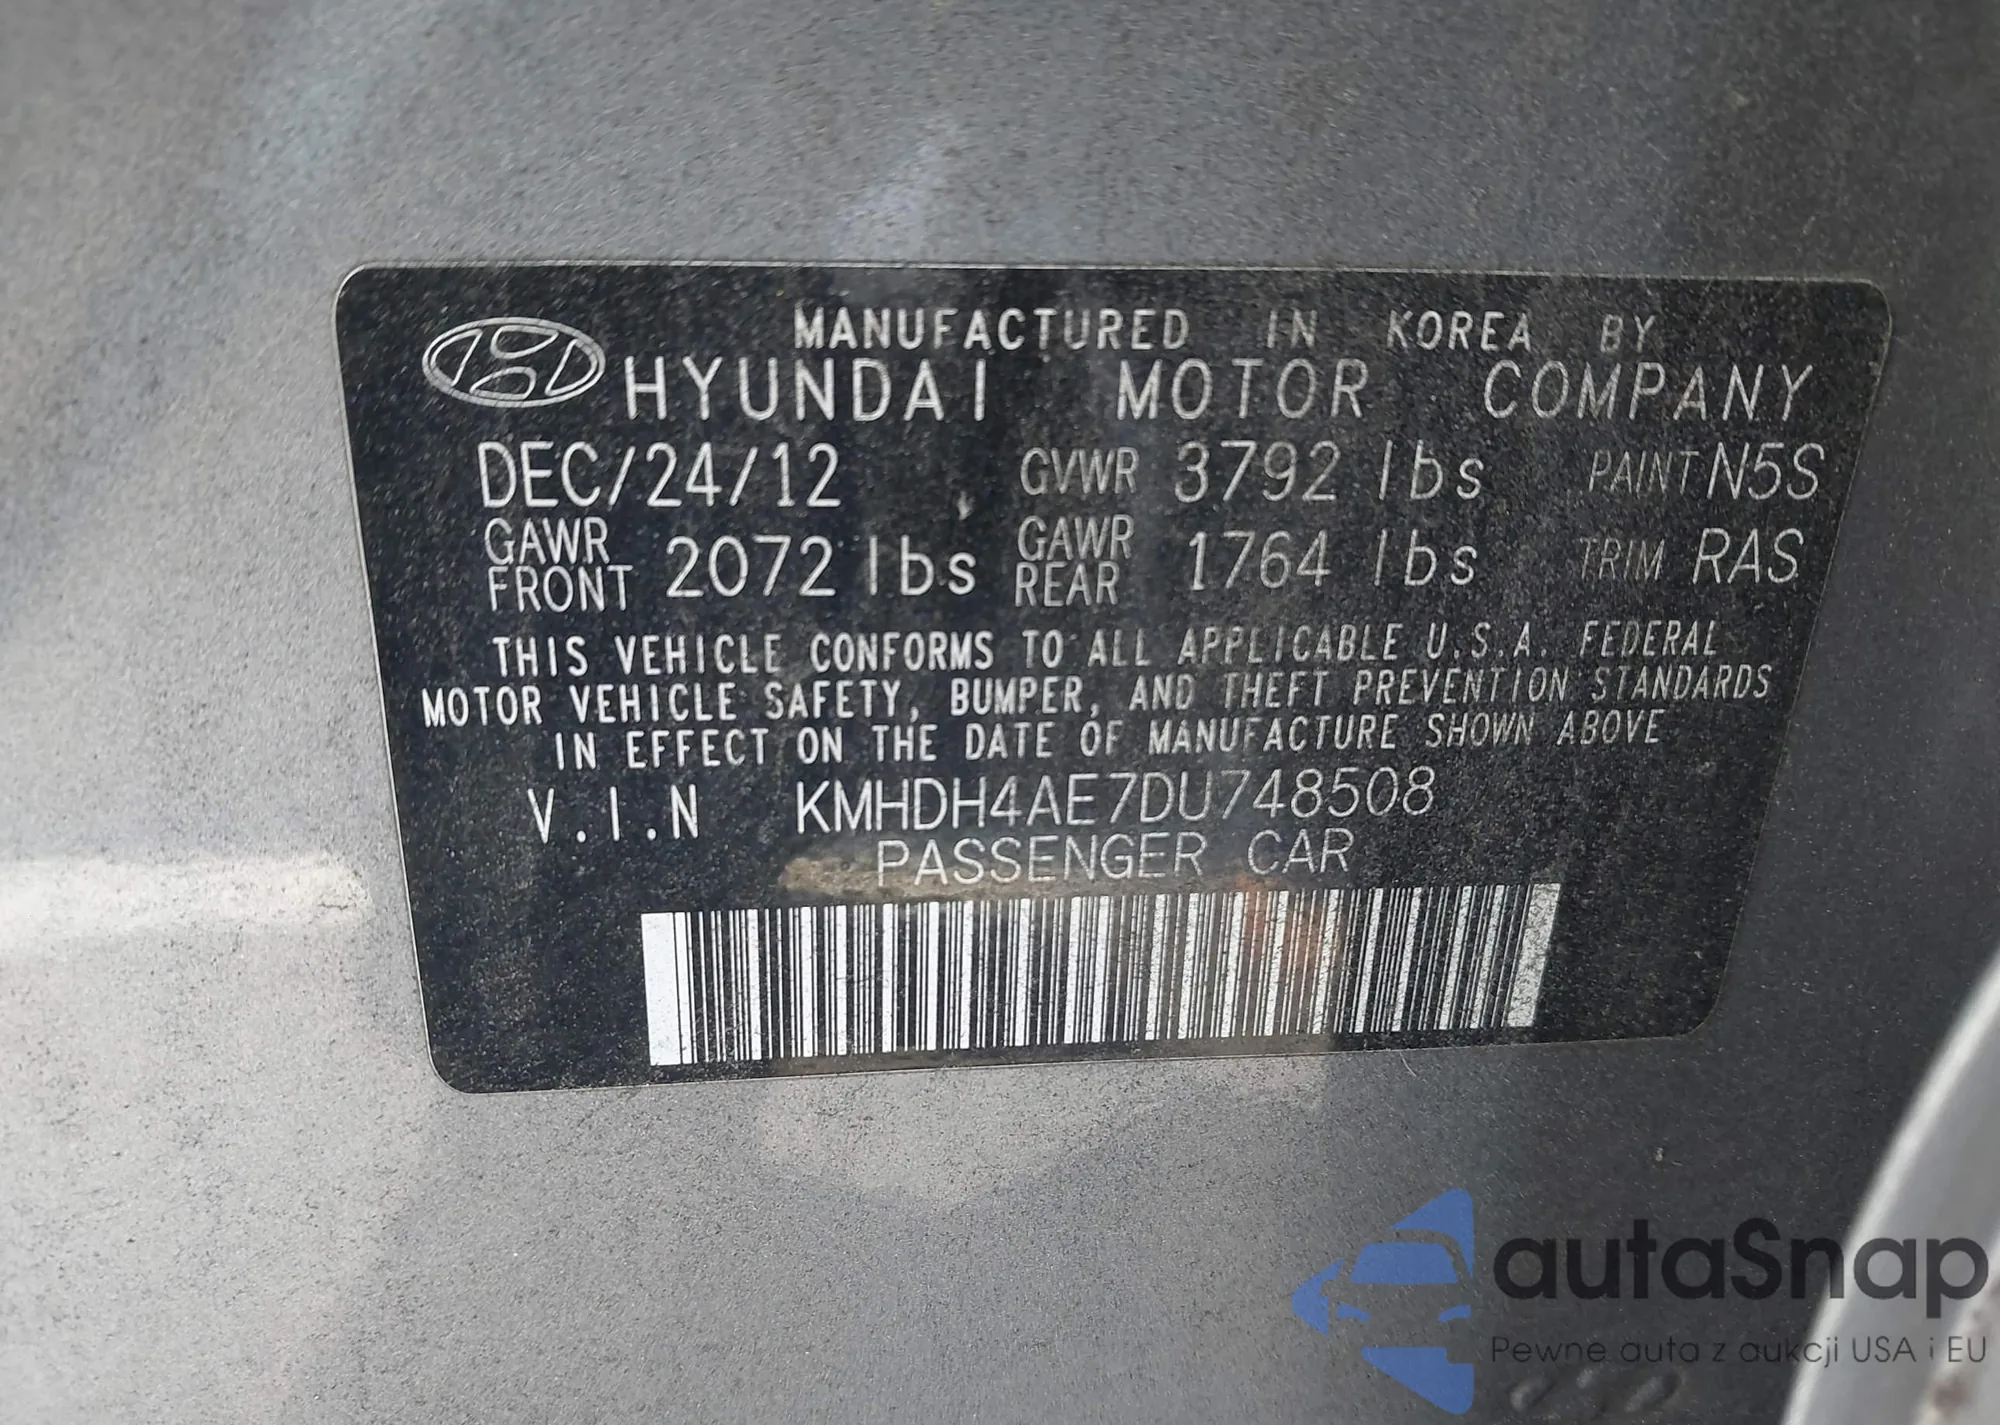 MANUFACTURED IN KOREA BY
HYUNDAI MOTOR COMPANY
DEC/24/12 GVWR 3792 lbs PAINT N5S
GAWR FRONT 2072 lbs GAWR REAR 1764 lbs TRIM RAS
THIS VEHICLE CONFORMS TO ALL APPLICABLE U.S.A. FEDERAL
MOTOR VEHICLE SAFETY, BUMPER, AND THEFT PREVENTION STANDARDS
IN EFFECT ON THE DATE OF MANUFACTURE SHOWN ABOVE
V.I.N KMHDH4AE7DU748508
PASSENGER CAR
autaSnap
Pewne auta z aukcji USA i EU